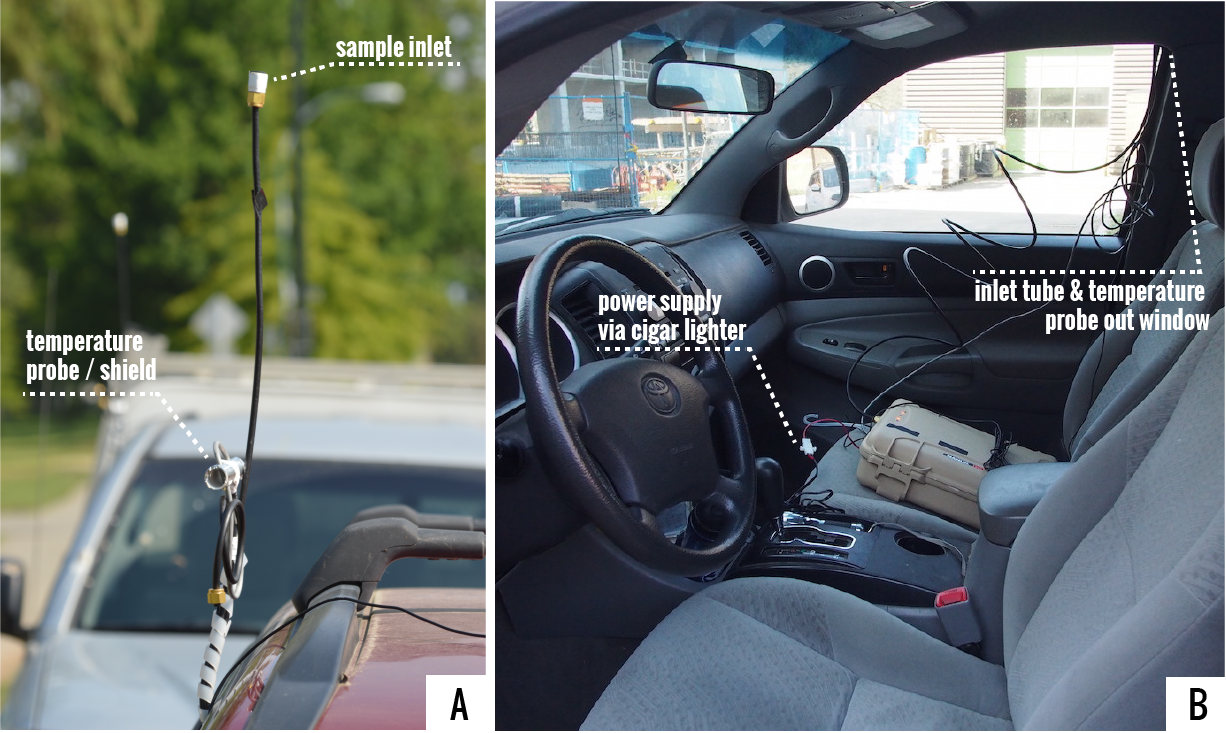 sample inlet
temperature
probe / shield
A
power supply
via cigar lighter
inlet tube & temperature
probe out window
B